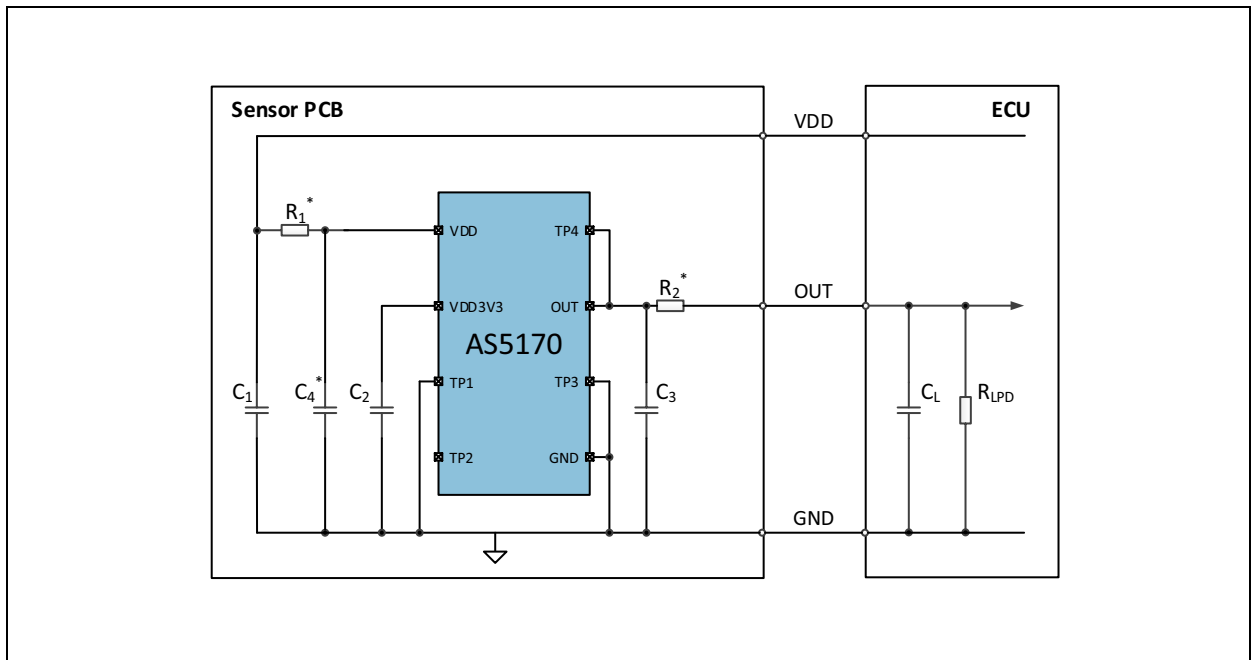 Sensor PCB
VDD
ECU
R1*
VDD
TP4
R2*
OUT
VDD3V3
OUT
AS5170
C1
C4*
C2
TP1
TP3
C3
CL
RLPD
TP2
GND
GND